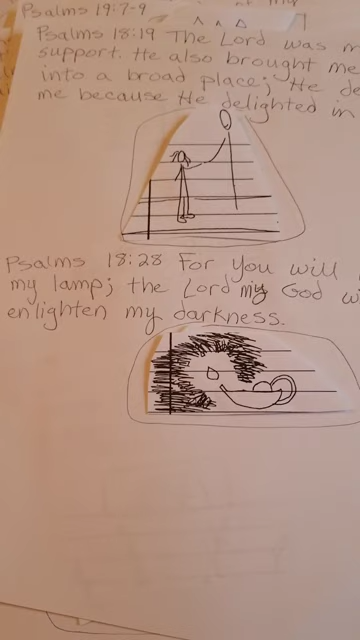 Psalms 19:7-9
Psalms 18:19 The Lord was
support. He also brought me
into a broad place; He
me because He delighted in
Psalms 18:28 For You will
my lamp; the Lord my God
enlighten my darkness.